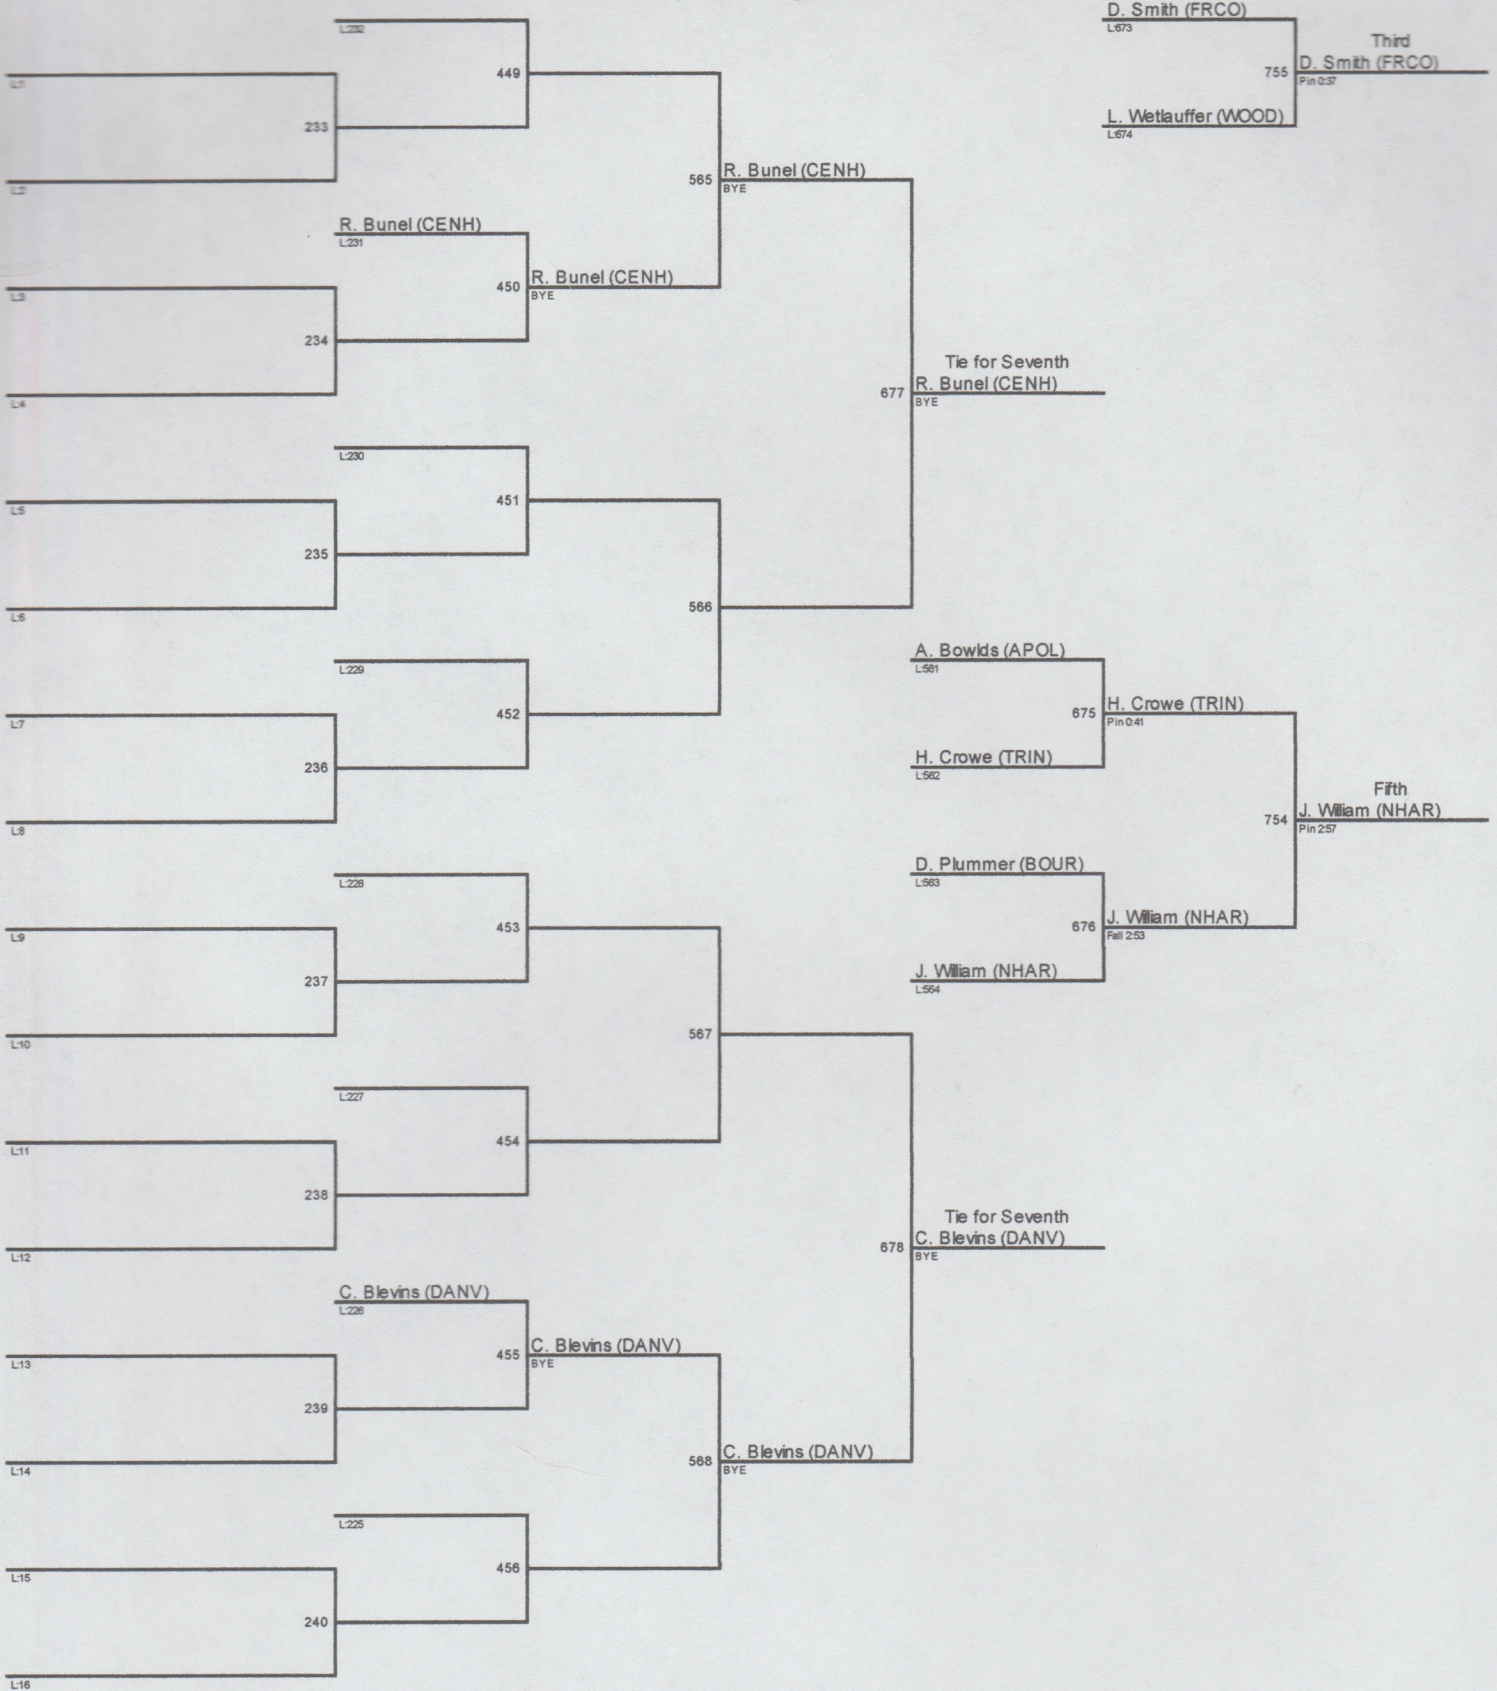 D. Smith (FRCO)
L:673
Third
D. Smith (FRCO)
755
Pin 0:37
L. Wetlauffer (WOOD)
L:674
L:232
449
L:1
233
L:2
R. Bunel (CENH)
565
BYE
R. Bunel (CENH)
L:231
R. Bunel (CENH)
450
BYE
L:3
234
L:4
Tie for Seventh
R. Bunel (CENH)
677
BYE
L:230
451
L:5
235
L:6
566
L:229
452
L:7
236
L:8
A. Bowlds (APOL)
L:561
H. Crowe (TRIN)
675
Pin 0:41
H. Crowe (TRIN)
L:562
Fifth
J. William (NHAR)
754
Pin 2:57
D. Plummer (BOUR)
L:563
J. William (NHAR)
676
Fall 2:53
J. William (NHAR)
L:564
L:228
453
L:9
237
L:10
567
L:227
454
L:11
238
L:12
Tie for Seventh
C. Blevins (DANV)
678
BYE
C. Blevins (DANV)
L:226
C. Blevins (DANV)
455
BYE
L:13
239
L:14
C. Blevins (DANV)
568
BYE
L:225
456
L:15
240
L:16